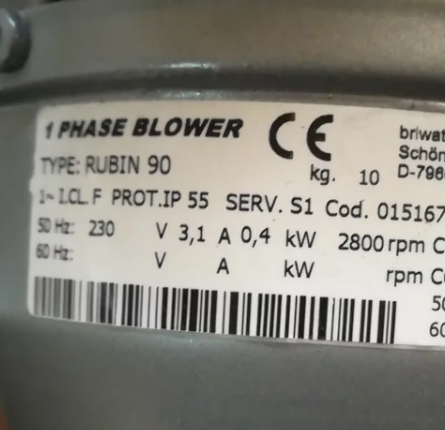 1 PHASE BLOWER CE briwat
TYPE: RUBIN 90 Schön
kg. 10 D-798
1~ I.CL. F PROT.IP 55 SERV. S1 Cod. 015167
50 Hz: 230 V 3,1 A 0,4 kW 2800 rpm C
60 Hz: V A kW rpm C
50
60